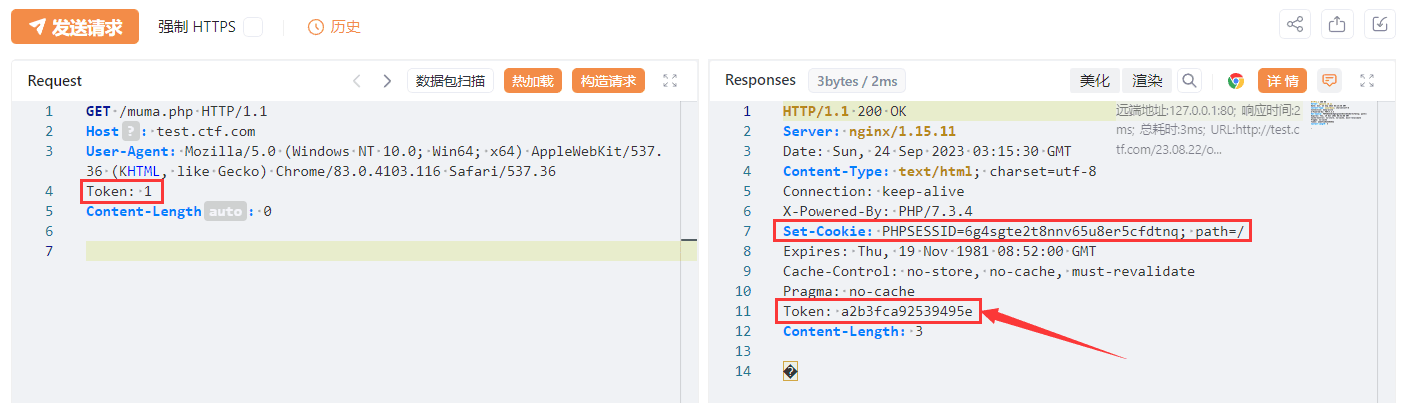 发送请求 强制 HTTPS 历史
Request 数据包扫描 热加载 构造请求
1 GET /muma.php HTTP/1.1
2 Host ? : test.ctf.com
3 User-Agent: Mozilla/5.0 (Windows NT 10.0; Win64; x64) AppleWebKit/537.
36 (KHTML, like Gecko) Chrome/83.0.4103.116 Safari/537.36
4 Token: 1
5 Content-Length auto : 0
6
7
Responses 3bytes / 2ms 美化 渲染 详情
1 HTTP/1.1 200 OK
远端地址:127.0.0.1:80; 响应时间:2
ms; 总耗时:3ms; URL:http://test.c
tf.com/23.08.22/o...
2 Server: nginx/1.15.11
3 Date: Sun, 24 Sep 2023 03:15:30 GMT
4 Content-Type: text/html; charset=utf-8
5 Connection: keep-alive
6 X-Powered-By: PHP/7.3.4
7 Set-Cookie: PHPSESSID=6g4sgte2t8nnv65u8er5cfdtnq; path=/
8 Expires: Thu, 19 Nov 1981 08:52:00 GMT
9 Cache-Control: no-store, no-cache, must-revalidate
10 Pragma: no-cache
11 Token: a2b3fca92539495e
12 Content-Length: 3
13
14 �